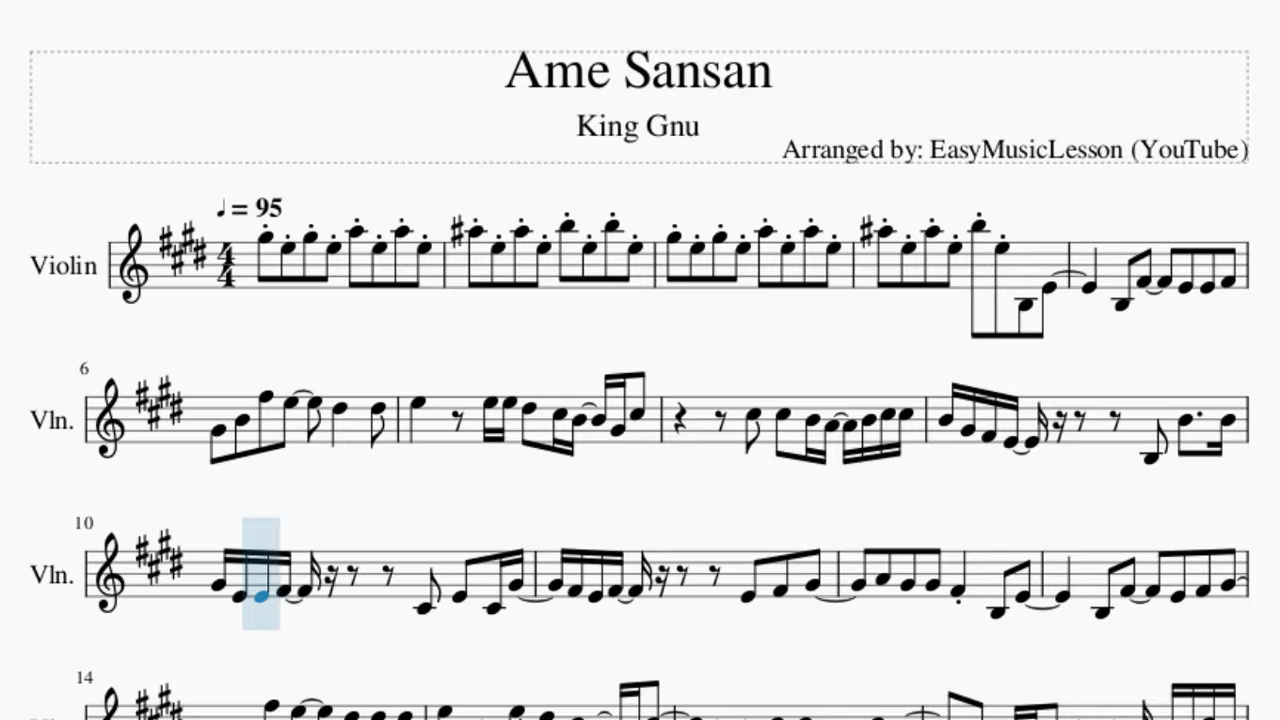 Ame Sansan
King Gnu
Arranged by: EasyMusicLesson (YouTube)
♩ = 95
Violin
4
4
6
Vln.
10
Vln.
14